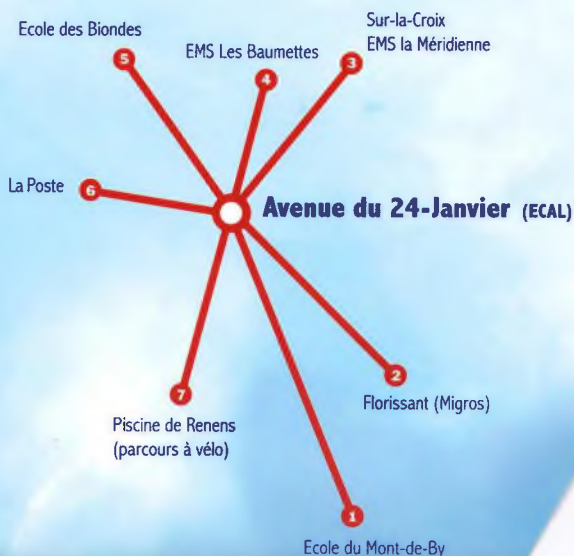 Sur-la-Croix
EMS la Méridienne
Ecole des Biondes
EMS Les Baumettes
5
4
3
La Poste
6
Avenue du 24-Janvier (ECAL)
2
7
Florissant (Migros)
Piscine de Renens
(parcours à vélo)
1
Ecole du Mont-de-By